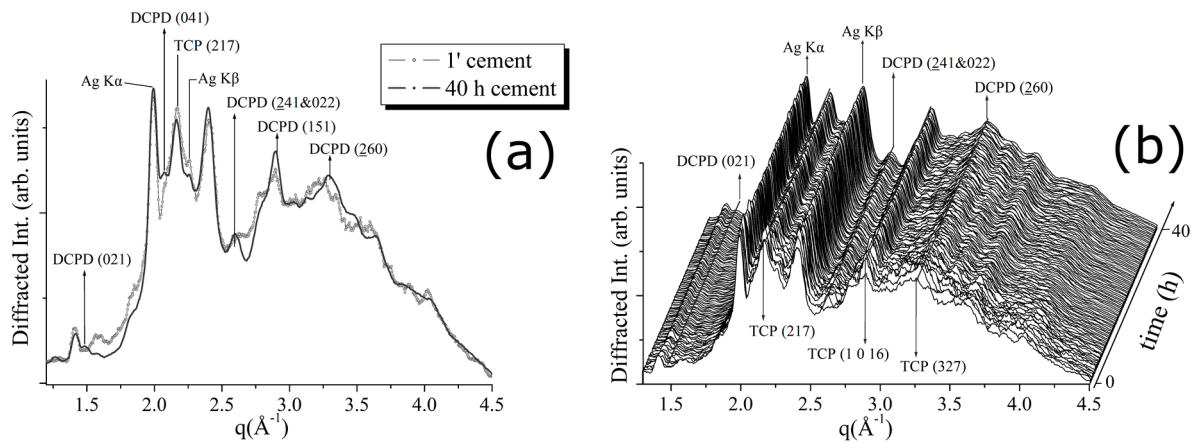 DCPD (041)
TCP (217)
Ag Kα
Ag Kβ
1' cement
40 h cement
DCPD (241&022)
DCPD (151)
DCPD (260)
(a)
DCPD (021)
Diffracted Int. (arb. units)
2.0 2.5 3.0 3.5 4.0 4.5
q(Å-1)
Ag Kβ
Ag Kα
DCPD (241&022)
DCPD (260)
(b)
DCPD (021)
Diffracted Int. (arb. units)
40
time (h)
0
TCP (217)
TCP (1 0 16)
TCP (327)
2.0 2.5 3.0 3.5 4.0 4.5
q(Å-1)